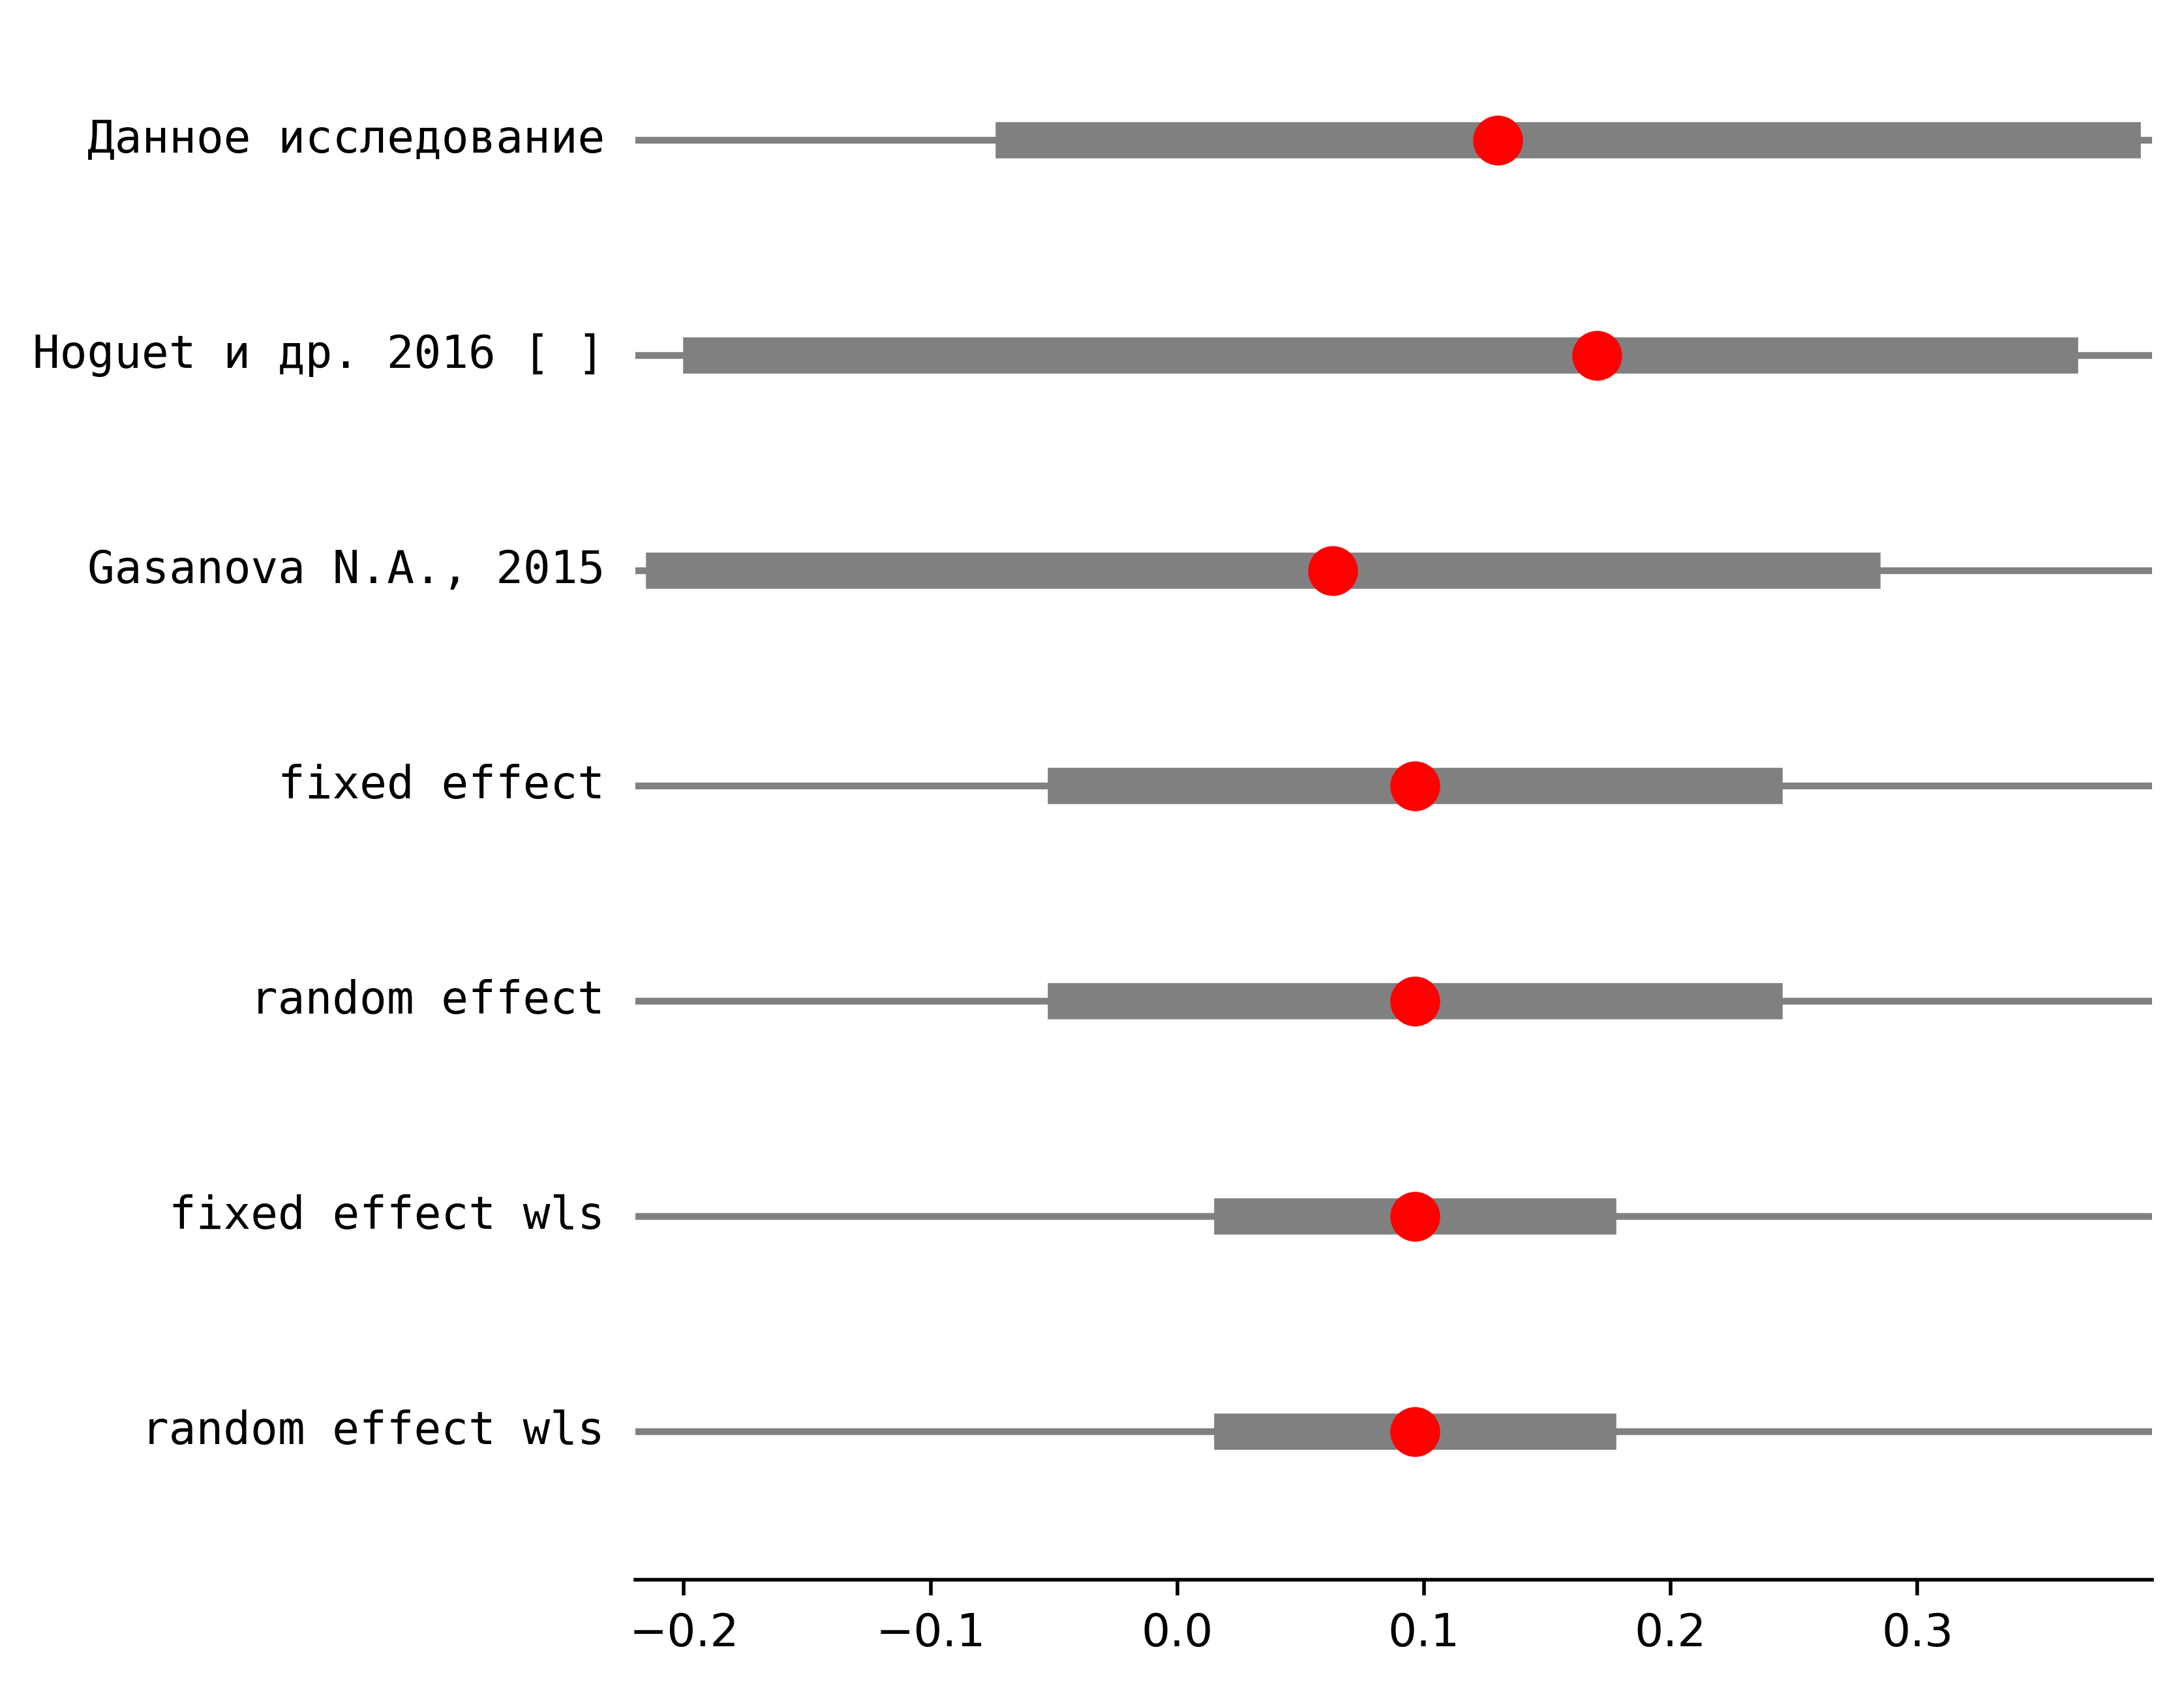 Данное исследование
Hoguet и др. 2016 [ ]
Gasanova N.A., 2015
fixed effect
random effect
fixed effect wls
random effect wls
−0.2 −0.1 0.0 0.1 0.2 0.3